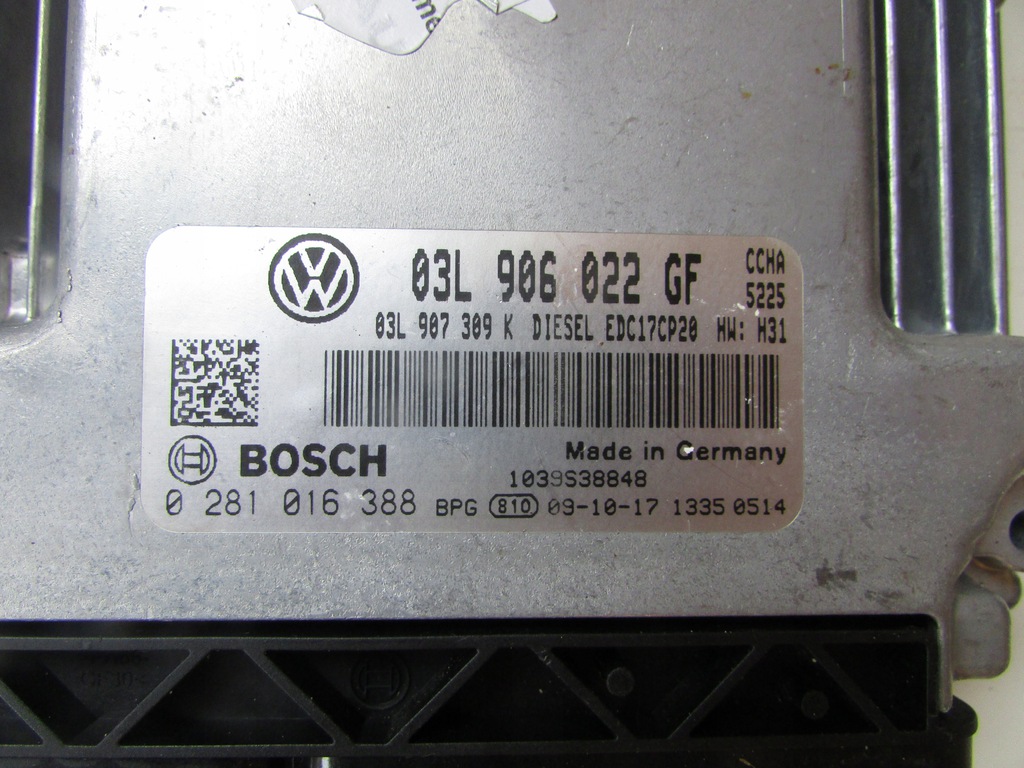 03L 906 022 GF
CCHA
5225
03L 907 309 K DIESEL EDC17CP20 HW: H31
BOSCH
Made in Germany
1039S38848
0 281 016 388 BPG 810 09-10-17 1335 0514